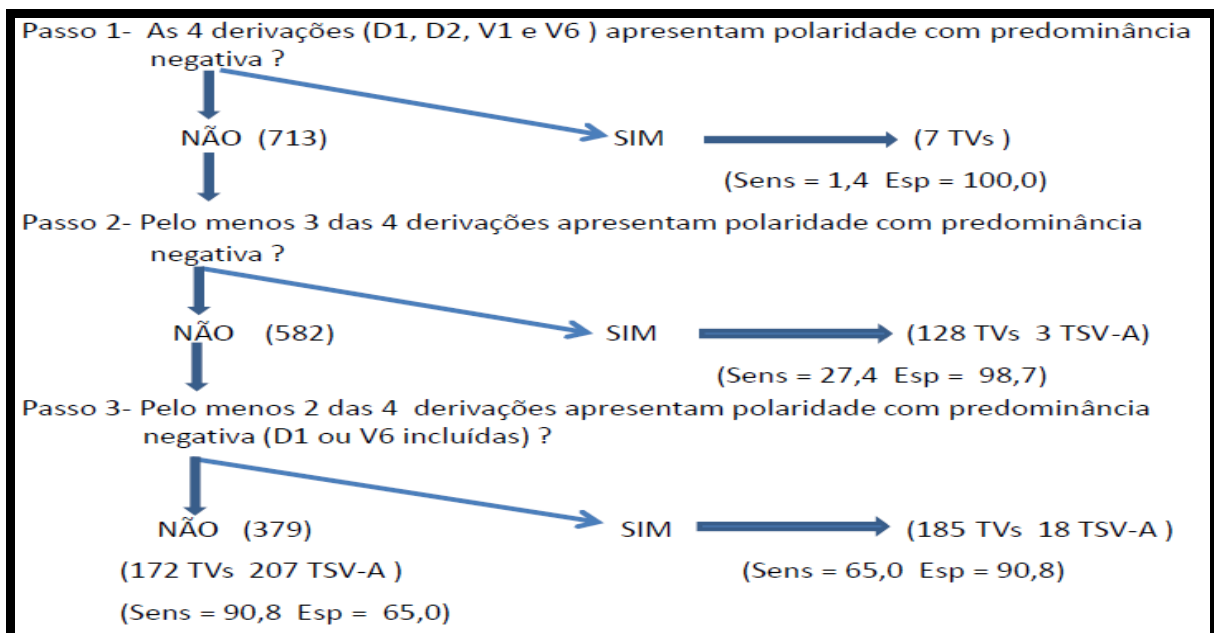 Passo 1- As 4 derivações (D1, D2, V1 e V6 ) apresentam polaridade com predominância
negativa ?
NÃO (713) SIM (7 TVs )
(Sens = 1,4 Esp = 100,0)
Passo 2- Pelo menos 3 das 4 derivações apresentam polaridade com predominância
negativa ?
NÃO (582) SIM (128 TVs 3 TSV-A)
(Sens = 27,4 Esp = 98,7)
Passo 3- Pelo menos 2 das 4 derivações apresentam polaridade com predominância
negativa (D1 ou V6 incluídas) ?
NÃO (379) SIM (185 TVs 18 TSV-A )
(172 TVs 207 TSV-A ) (Sens = 65,0 Esp = 90,8)
(Sens = 90,8 Esp = 65,0)